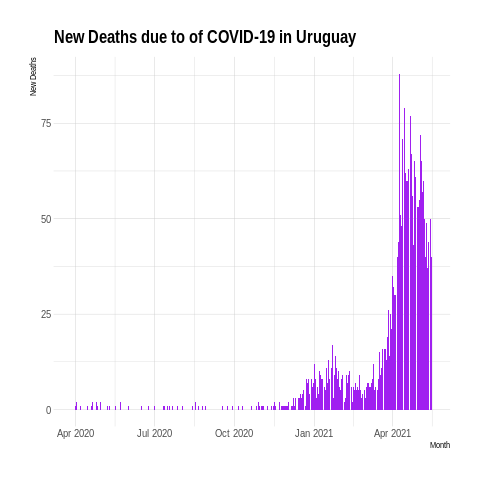 New Deaths due to of COVID-19 in Uruguay
New Deaths
75
50
25
0
Apr 2020 Jul 2020 Oct 2020 Jan 2021 Apr 2021
Month